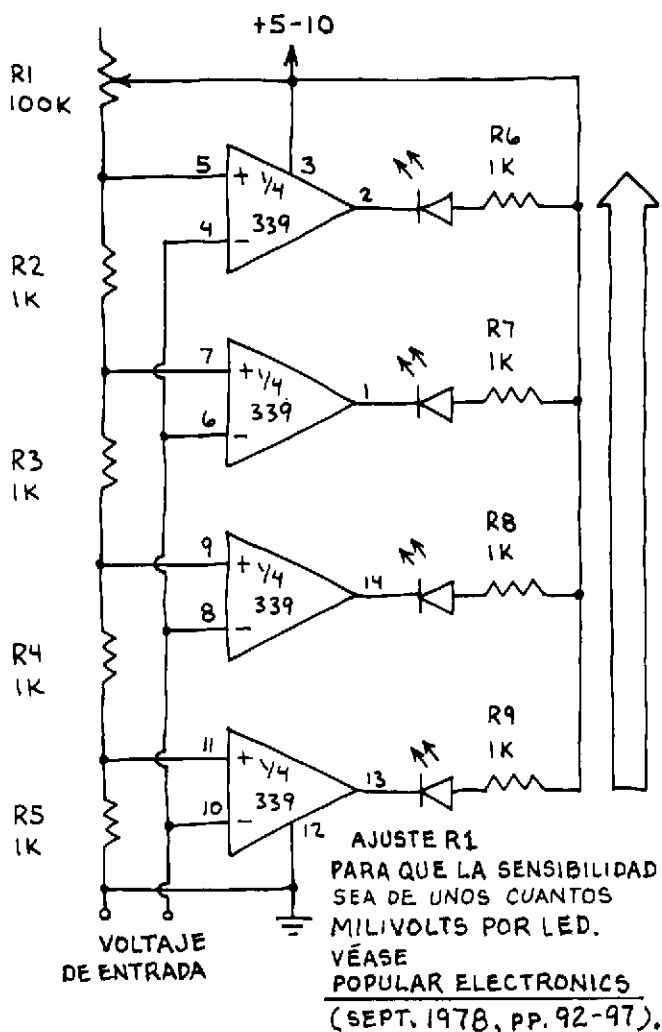 +5-10
R1
100K
R6
1K
5
+
1/4
339
3
2
4
−
R2
1K
R7
1K
7
+
1/4
339
1
6
−
R3
1K
R8
1K
9
+
1/4
339
14
8
−
R4
1K
R9
1K
11
+
1/4
339
13
10
−
12
R5
1K
VOLTAJE
DE ENTRADA
AJUSTE R1
PARA QUE LA SENSIBILIDAD
SEA DE UNOS CUANTOS
MILIVOLTS POR LED.
VÉASE
POPULAR ELECTRONICS
(SEPT. 1978, PP. 92-97).